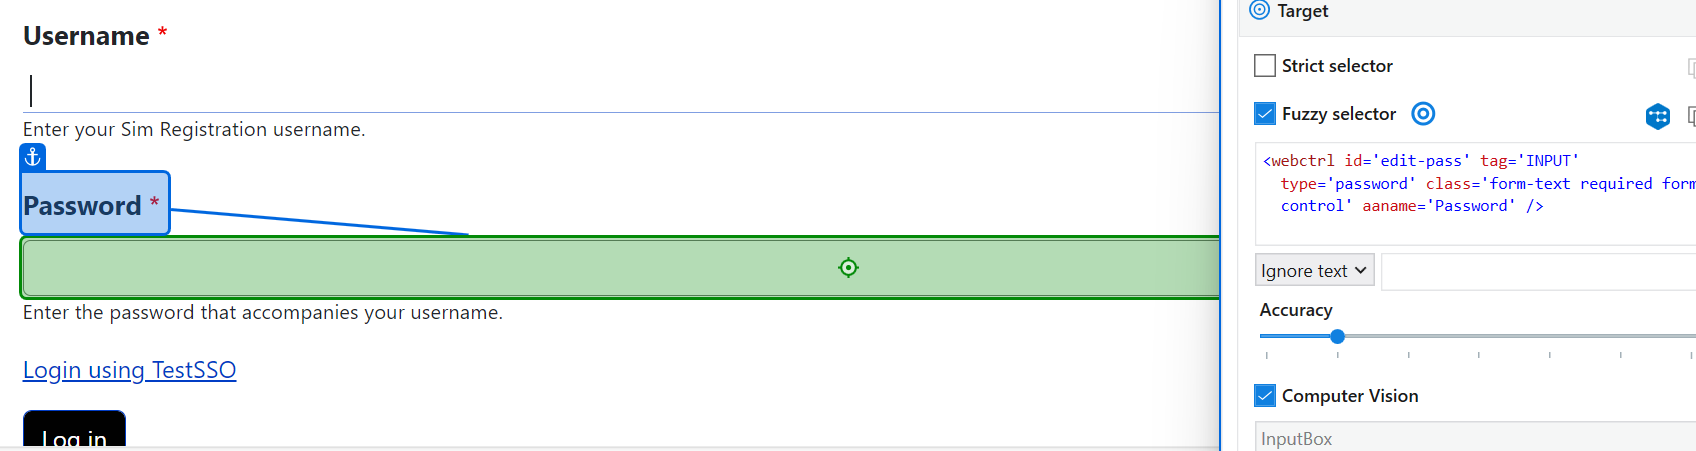 Username *
Enter your Sim Registration username.
Password *
Enter the password that accompanies your username.
Login using TestSSO
Log in
Target
Strict selector
Fuzzy selector
<webctrl id='edit-pass' tag='INPUT'
type='password' class='form-text required form
control' aaname='Password' />
Ignore text
Accuracy
Computer Vision
InputBox